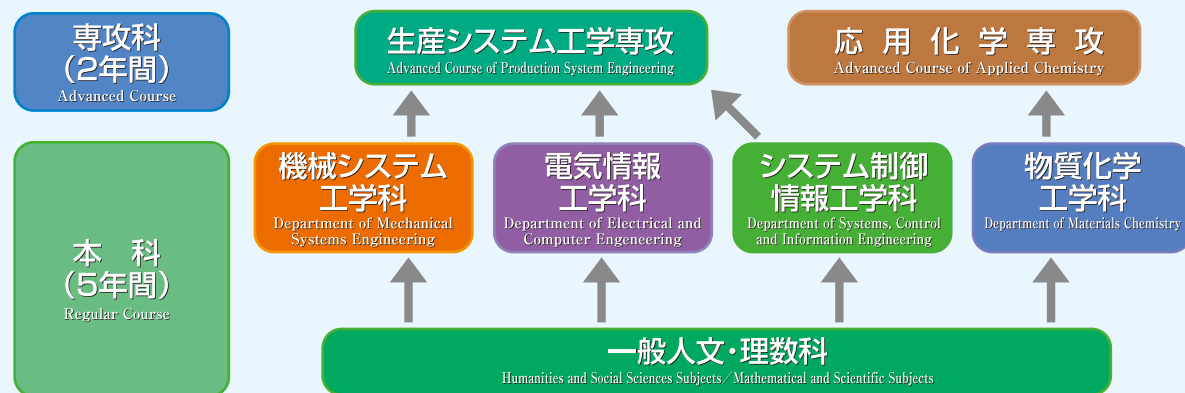 専攻科
（2年間）
Advanced Course
生産システム工学専攻
Advanced Course of Production System Engineering
応用化学専攻
Advanced Course of Applied Chemistry
本　科
（5年間）
Regular Course
機械システム
工学科
Department of Mechanical
Systems Engineering
電気情報
工学科
Department of Electrical and
Computer Engeneering
システム制御
情報工学科
Department of Systems, Control
and Information Engineering
物質化学
工学科
Department of Materials Chemistry
一般人文・理数科
Humanities and Social Sciences Subjects／Mathematical and Scientific Subjects